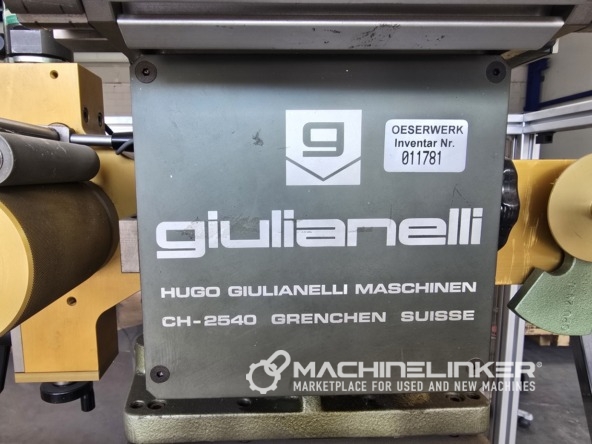 g
OESERWERK
Inventar Nr.
011781
giulianelli
HUGO GIULIANELLI MASCHINEN
CH-2540 GRENCHEN SUISSE
MACHINELINKER®
MARKETPLACE FOR USED AND NEW MACHINES